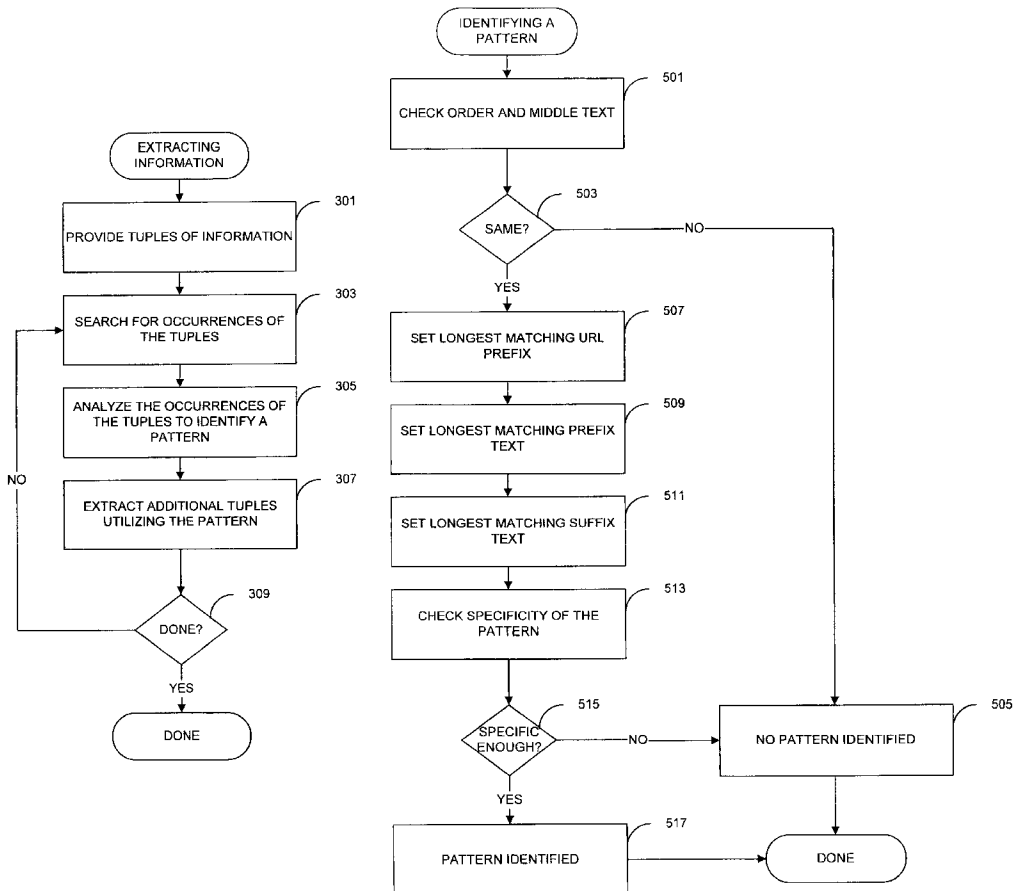 EXTRACTING
INFORMATION
301
PROVIDE TUPLES OF INFORMATION
303
SEARCH FOR OCCURRENCES OF
THE TUPLES
305
ANALYZE THE OCCURRENCES OF
THE TUPLES TO IDENTIFY A
PATTERN
307
EXTRACT ADDITIONAL TUPLES
UTILIZING THE PATTERN
309
DONE?
NO
YES
DONE
IDENTIFYING A
PATTERN
501
CHECK ORDER AND MIDDLE TEXT
503
SAME?
NO
YES
507
SET LONGEST MATCHING URL
PREFIX
509
SET LONGEST MATCHING PREFIX
TEXT
511
SET LONGEST MATCHING SUFFIX
TEXT
513
CHECK SPECIFICITY OF THE
PATTERN
515
SPECIFIC
ENOUGH?
NO
505
NO PATTERN IDENTIFIED
YES
517
PATTERN IDENTIFIED
DONE